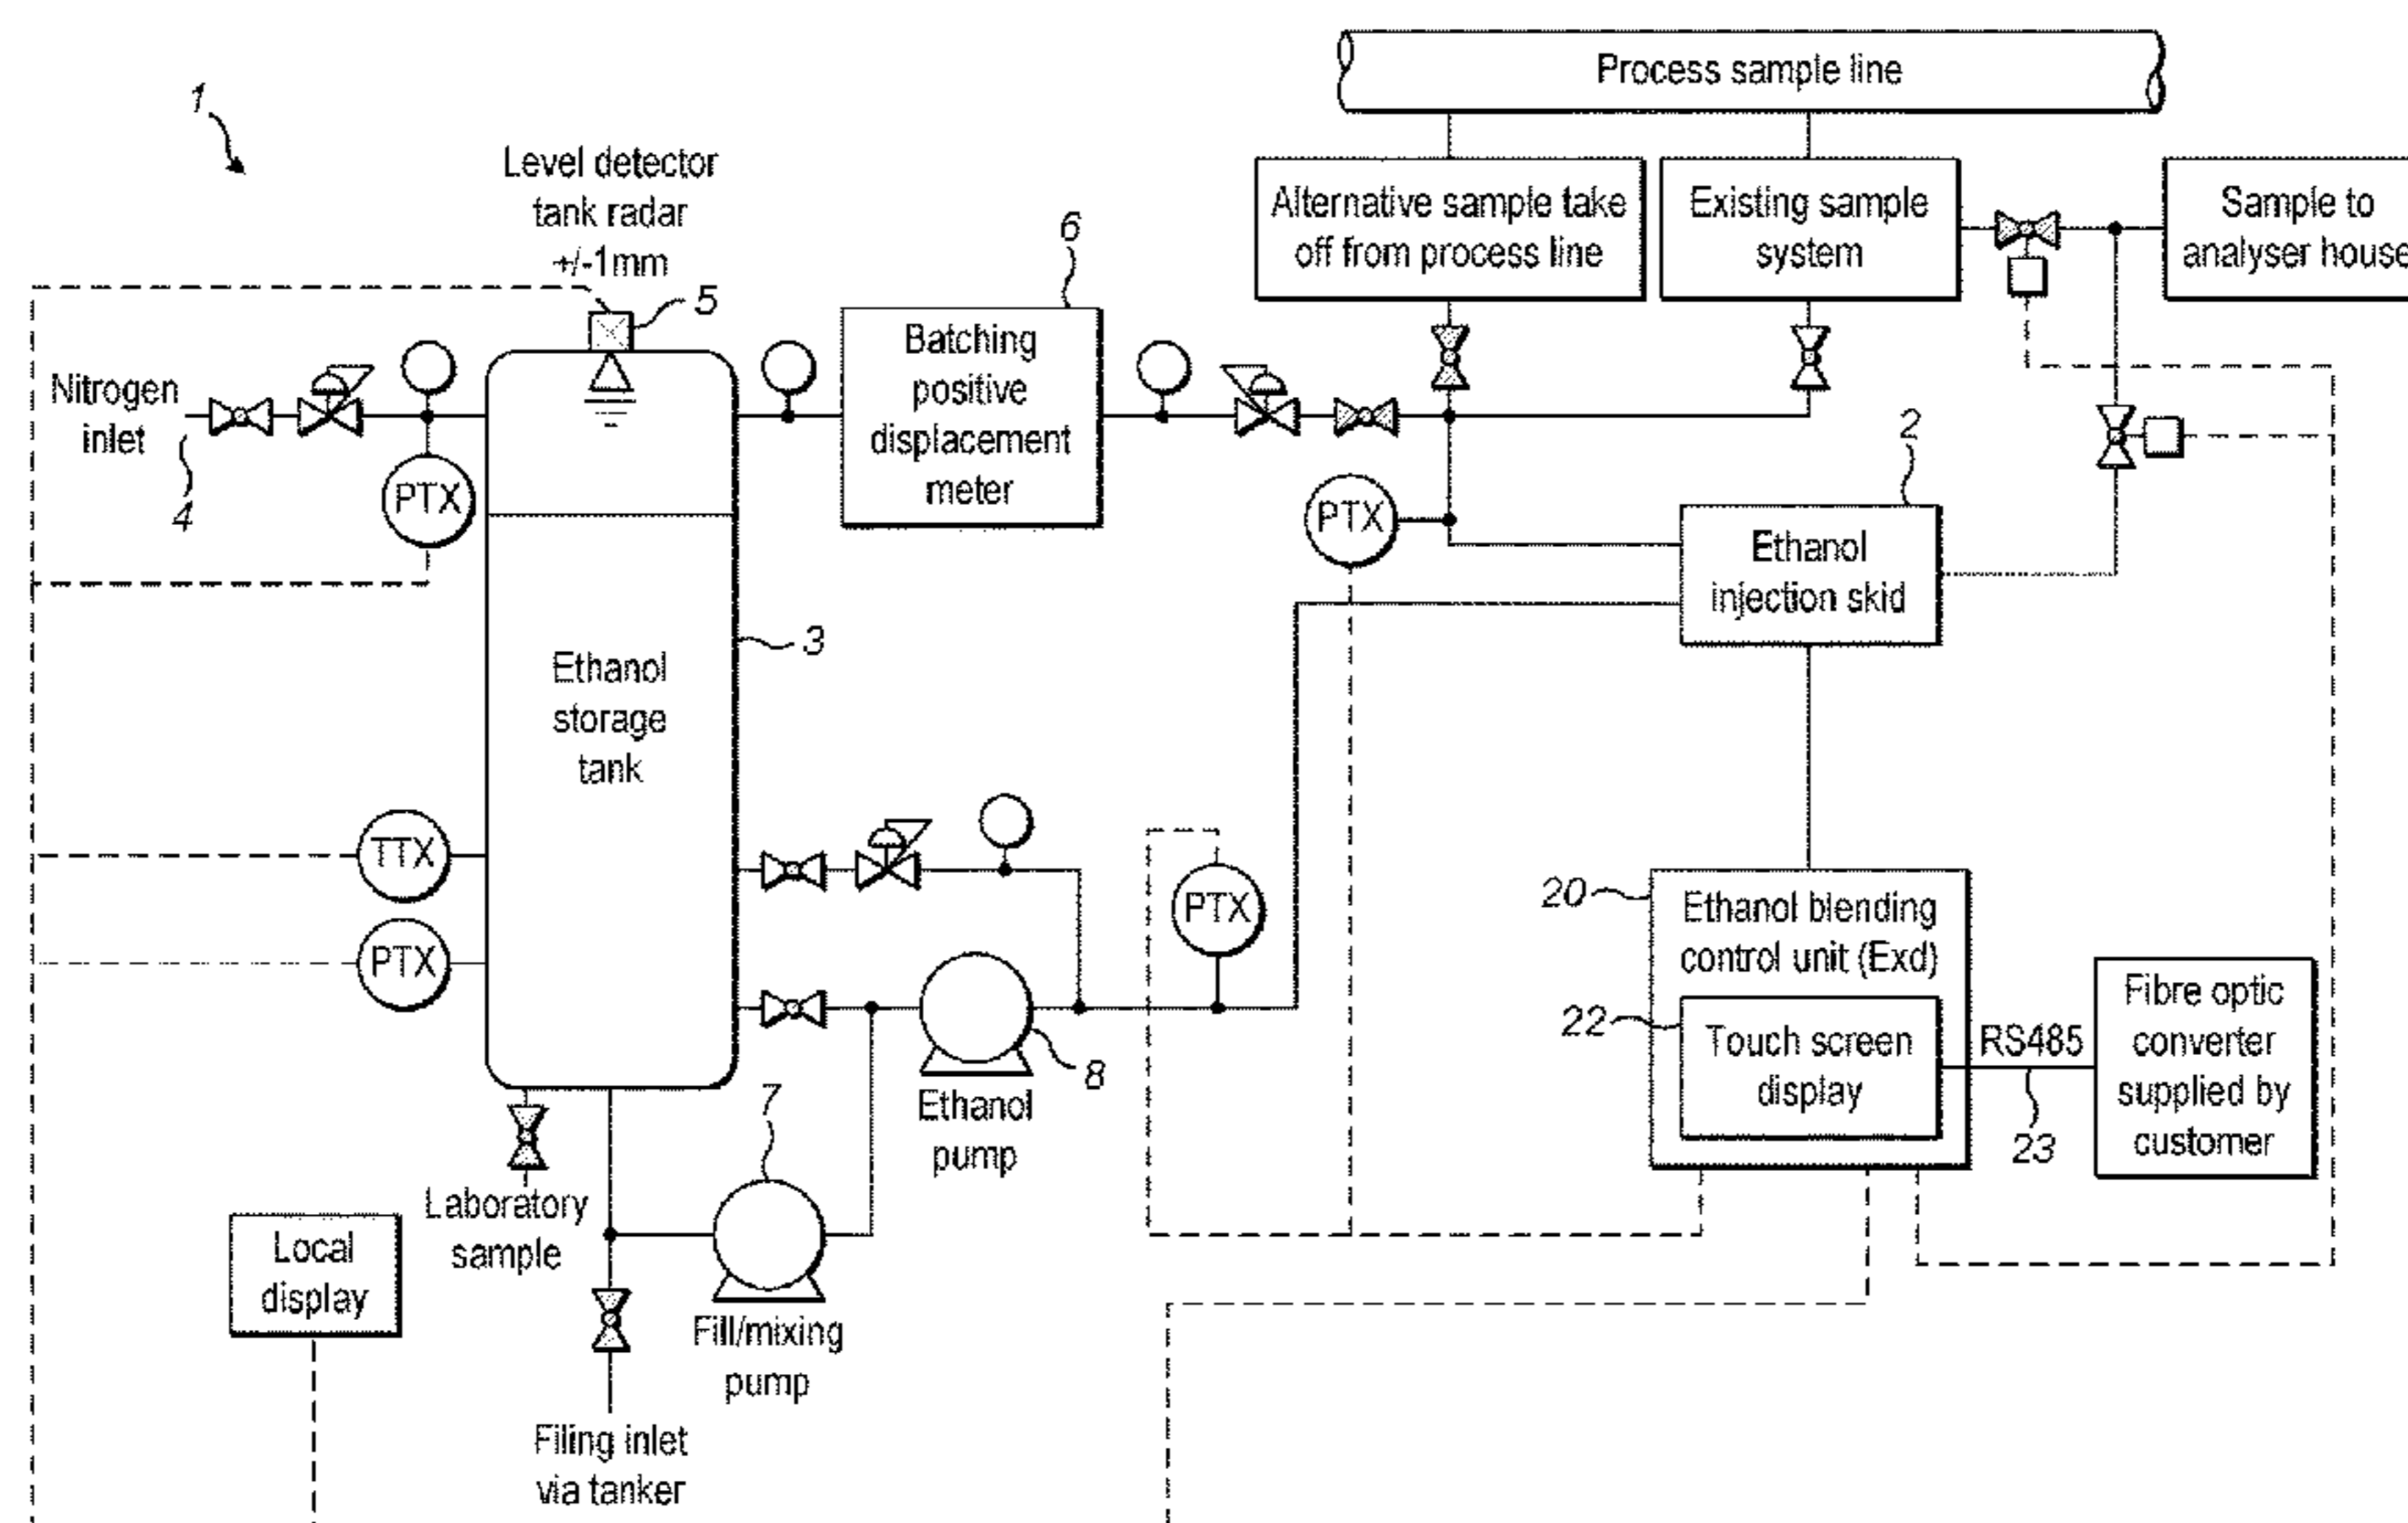 Process sample line
1
Level detector
tank radar
+/-1mm
5
6
Batching
positive
displacement
meter
Alternative sample take
off from process line
Existing sample
system
Sample to
analyser house
Nitrogen
inlet
4
PTX
PTX
2
Ethanol
injection skid
3
Ethanol
storage
tank
TTX
PTX
PTX
20
Ethanol blending
control unit (Exd)
22
Touch screen
display
RS485
23
Fibre optic
converter
supplied by
customer
8
Ethanol
pump
7
Laboratory
sample
Local
display
Fill/mixing
pump
Filing inlet
via tanker